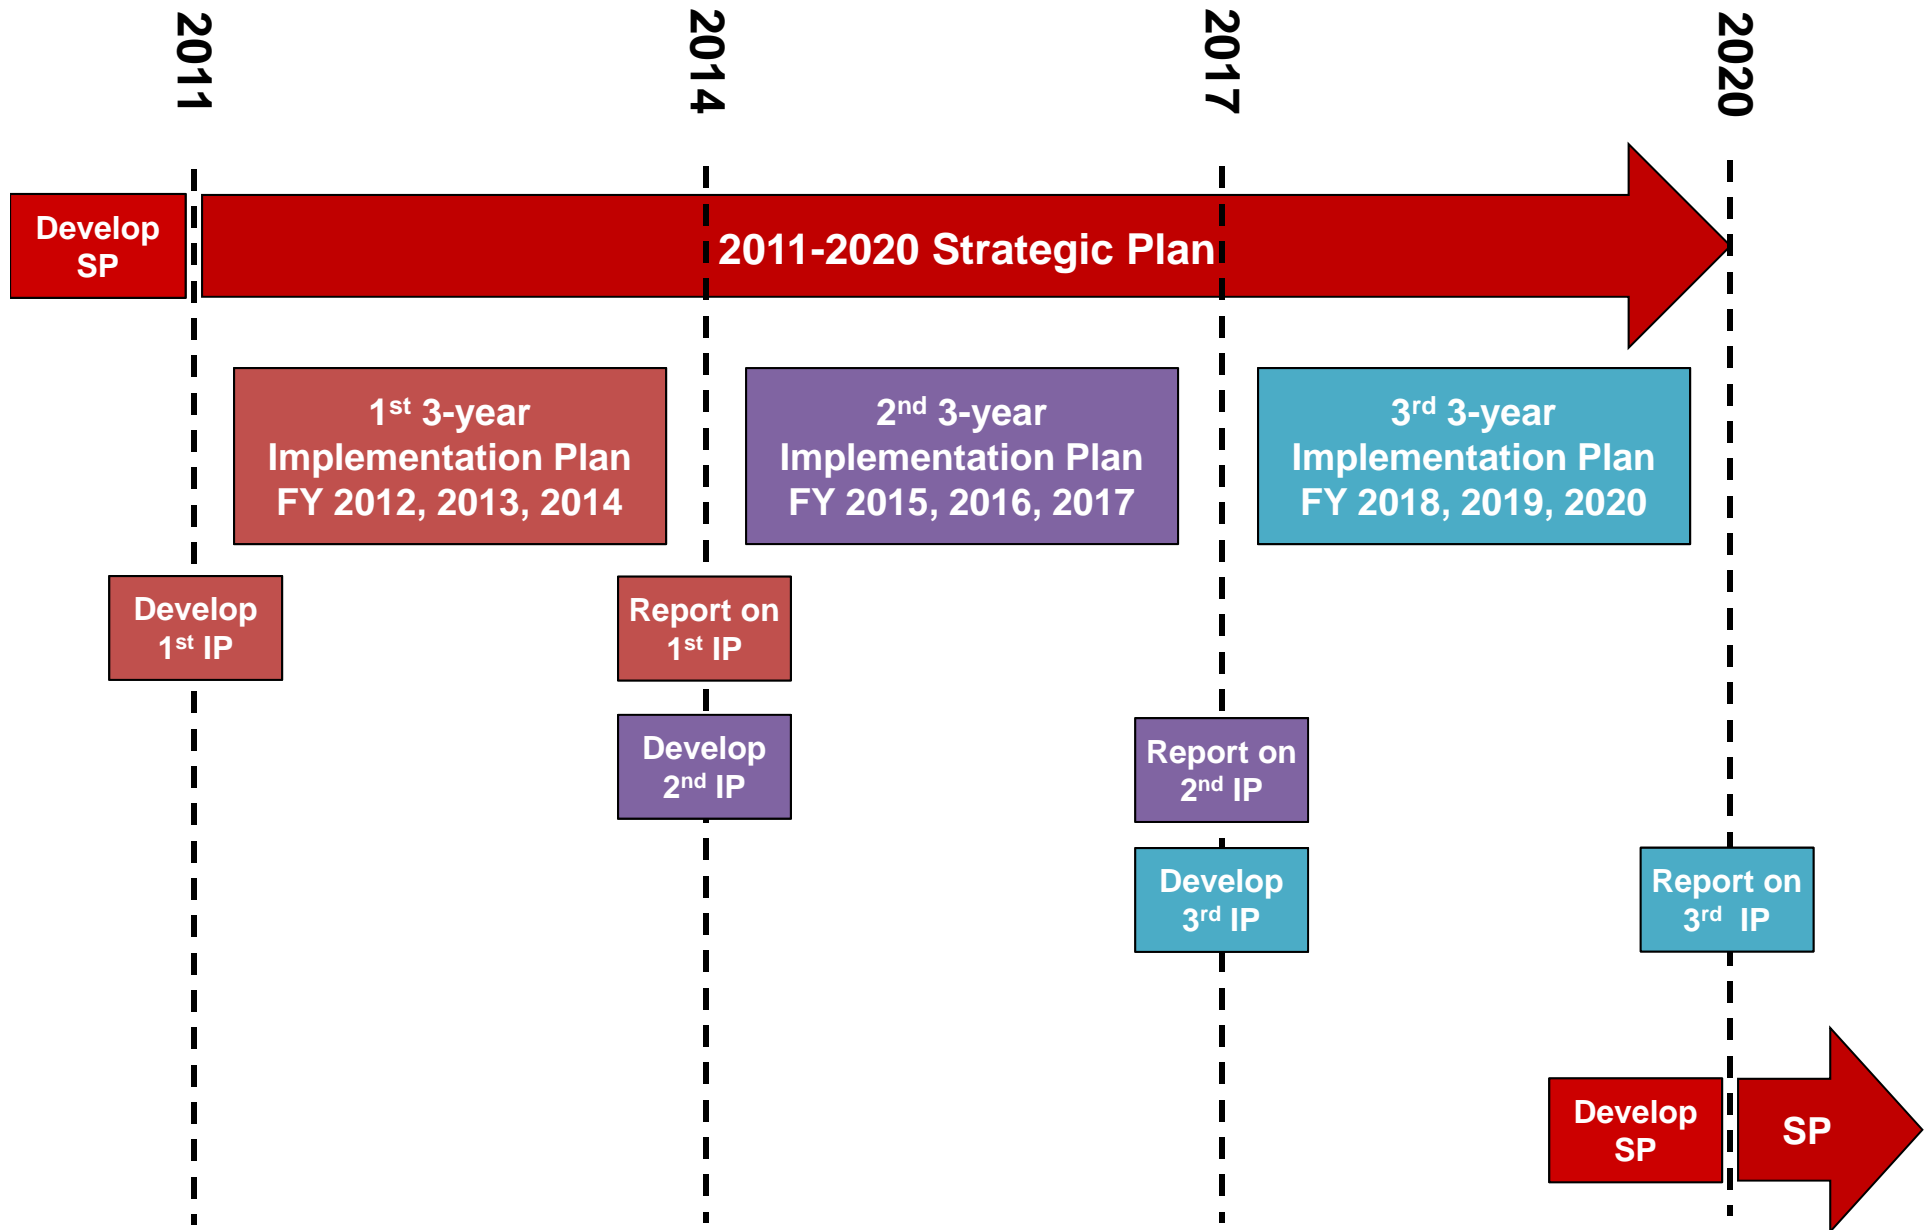 2011
2014
2017
2020
Develop
SP
2011-2020 Strategic Plan
1st 3-year
Implementation Plan
FY 2012, 2013, 2014
2nd 3-year
Implementation Plan
FY 2015, 2016, 2017
3rd 3-year
Implementation Plan
FY 2018, 2019, 2020
Develop
1st IP
Report on
1st IP
Develop
2nd IP
Report on
2nd IP
Develop
3rd IP
Report on
3rd IP
Develop
SP
SP